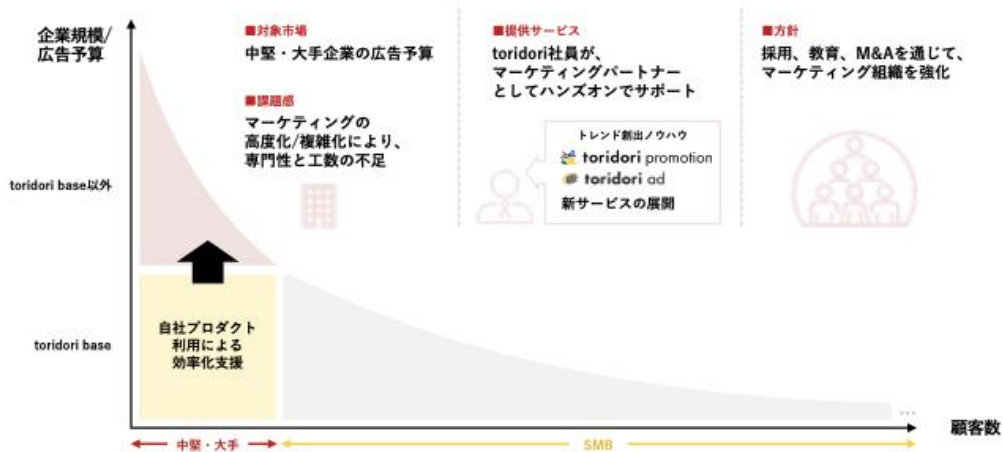 企業規模/
広告予算
■対象市場
中堅・大手企業の広告予算
■課題感
マーケティングの
高度化/複雑化により、
専門性と工数の不足
■提供サービス
toridori社員が、
マーケティングパートナー
としてハンズオンでサポート
トレンド創出ノウハウ
toridori promotion
toridori ad
新サービスの展開
■方針
採用、教育、M&Aを通じて、
マーケティング組織を強化
toridori base以外
toridori base
自社プロダクト
利用による
効率化支援
...
顧客数
中堅・大手
SMB